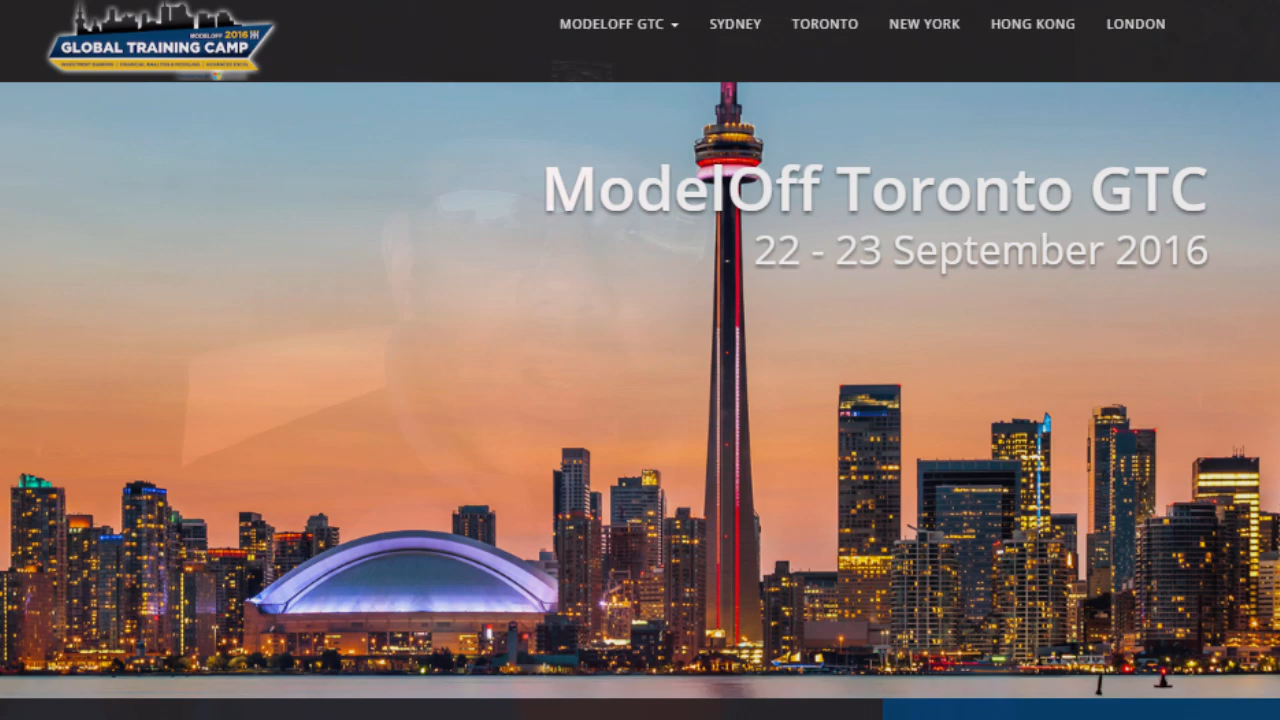 MODELOFF 2016
GLOBAL TRAINING CAMP
MODELOFF GTC
SYDNEY
TORONTO
NEW YORK
HONG KONG
LONDON
ModelOff Toronto GTC
22 - 23 September 2016